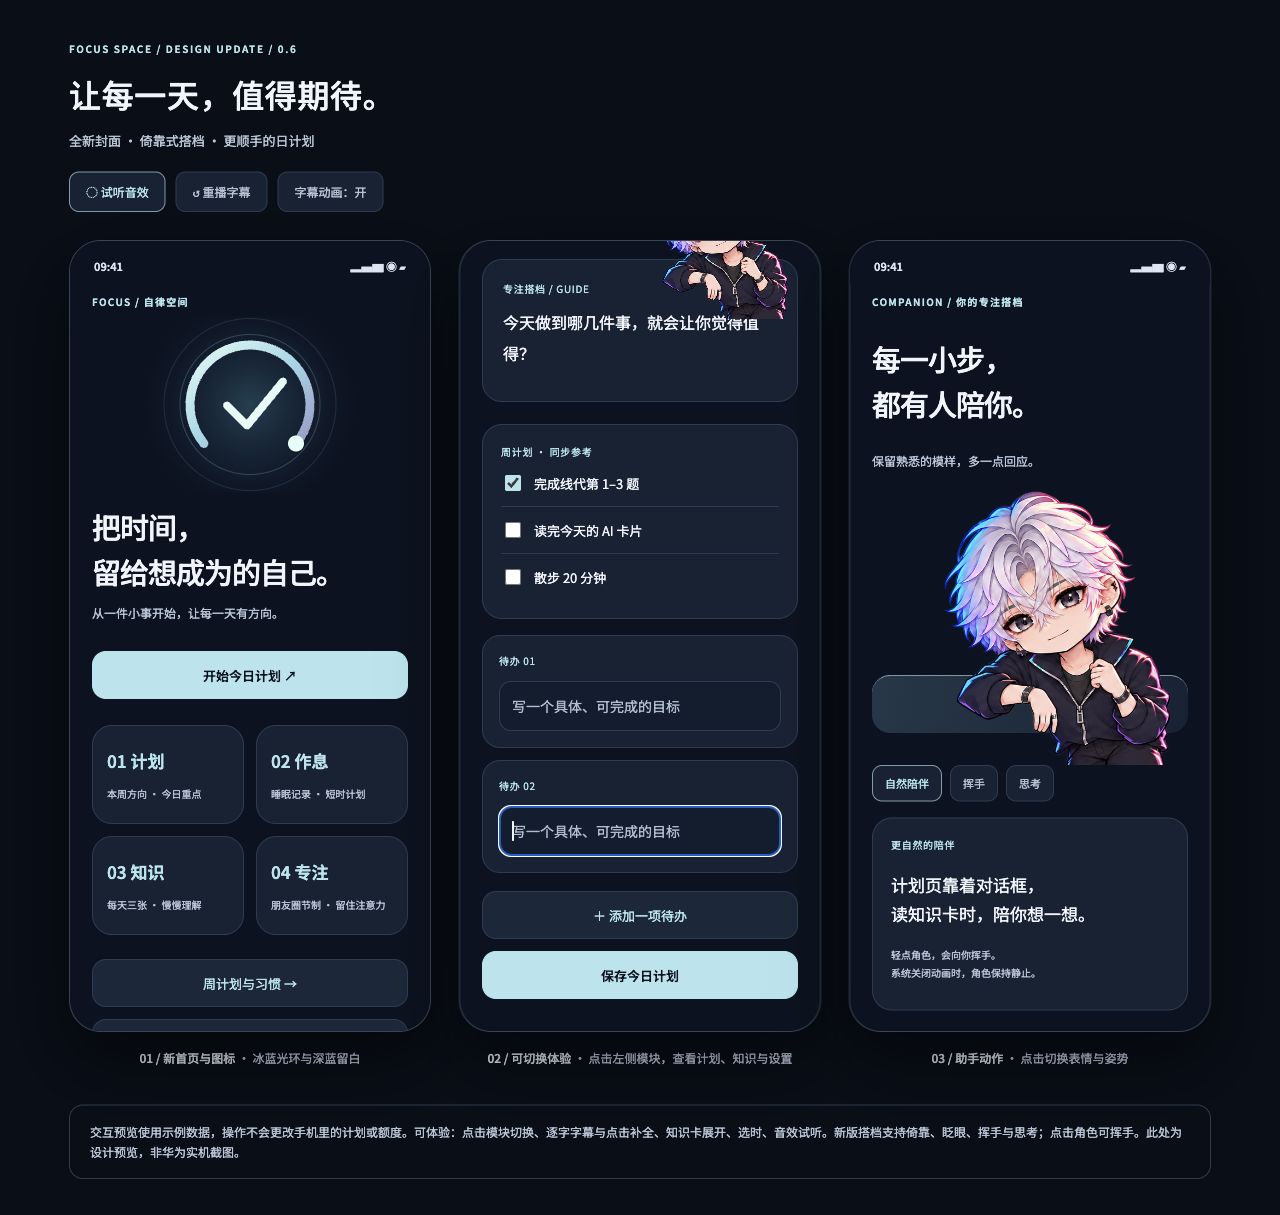 FOCUS SPACE / DESIGN UPDATE / 0.6
让每一天，值得期待。
全新封面 · 倚靠式搭档 · 更顺手的日计划
试听音效
↺ 重播字幕
字幕动画：开
09:41
FOCUS / 自律空间
把时间，
留给想成为的自己。
从一件小事开始，让每一天有方向。
开始今日计划 ↗
01 计划
本周方向 · 今日重点
02 作息
睡眠记录 · 短时计划
03 知识
每天三张 · 慢慢理解
04 专注
朋友圈节制 · 留住注意力
周计划与习惯 →
01 / 新首页与图标 · 冰蓝光环与深蓝留白
专注搭档 / GUIDE
今天做到哪几件事，就会让你觉得值
得？
周计划 · 同步参考
完成线代第 1–3 题
读完今天的 AI 卡片
散步 20 分钟
待办 01
写一个具体、可完成的目标
待办 02
写一个具体、可完成的目标
＋ 添加一项待办
保存今日计划
02 / 可切换体验 · 点击左侧模块，查看计划、知识与设置
09:41
COMPANION / 你的专注搭档
每一小步，
都有人陪你。
保留熟悉的模样，多一点回应。
自然陪伴
挥手
思考
更自然的陪伴
计划页靠着对话框，
读知识卡时，陪你想一想。
轻点角色，会向你挥手。
系统关闭动画时，角色保持静止。
03 / 助手动作 · 点击切换表情与姿势
交互预览使用示例数据，操作不会更改手机里的计划或额度。可体验：点击模块切换、逐字字幕与点击补全、知识卡展开、选时、音效试听。新版搭档支持倚靠、眨眼、挥手与思考；点击角色可挥手。此处为
设计预览，非华为实机截图。